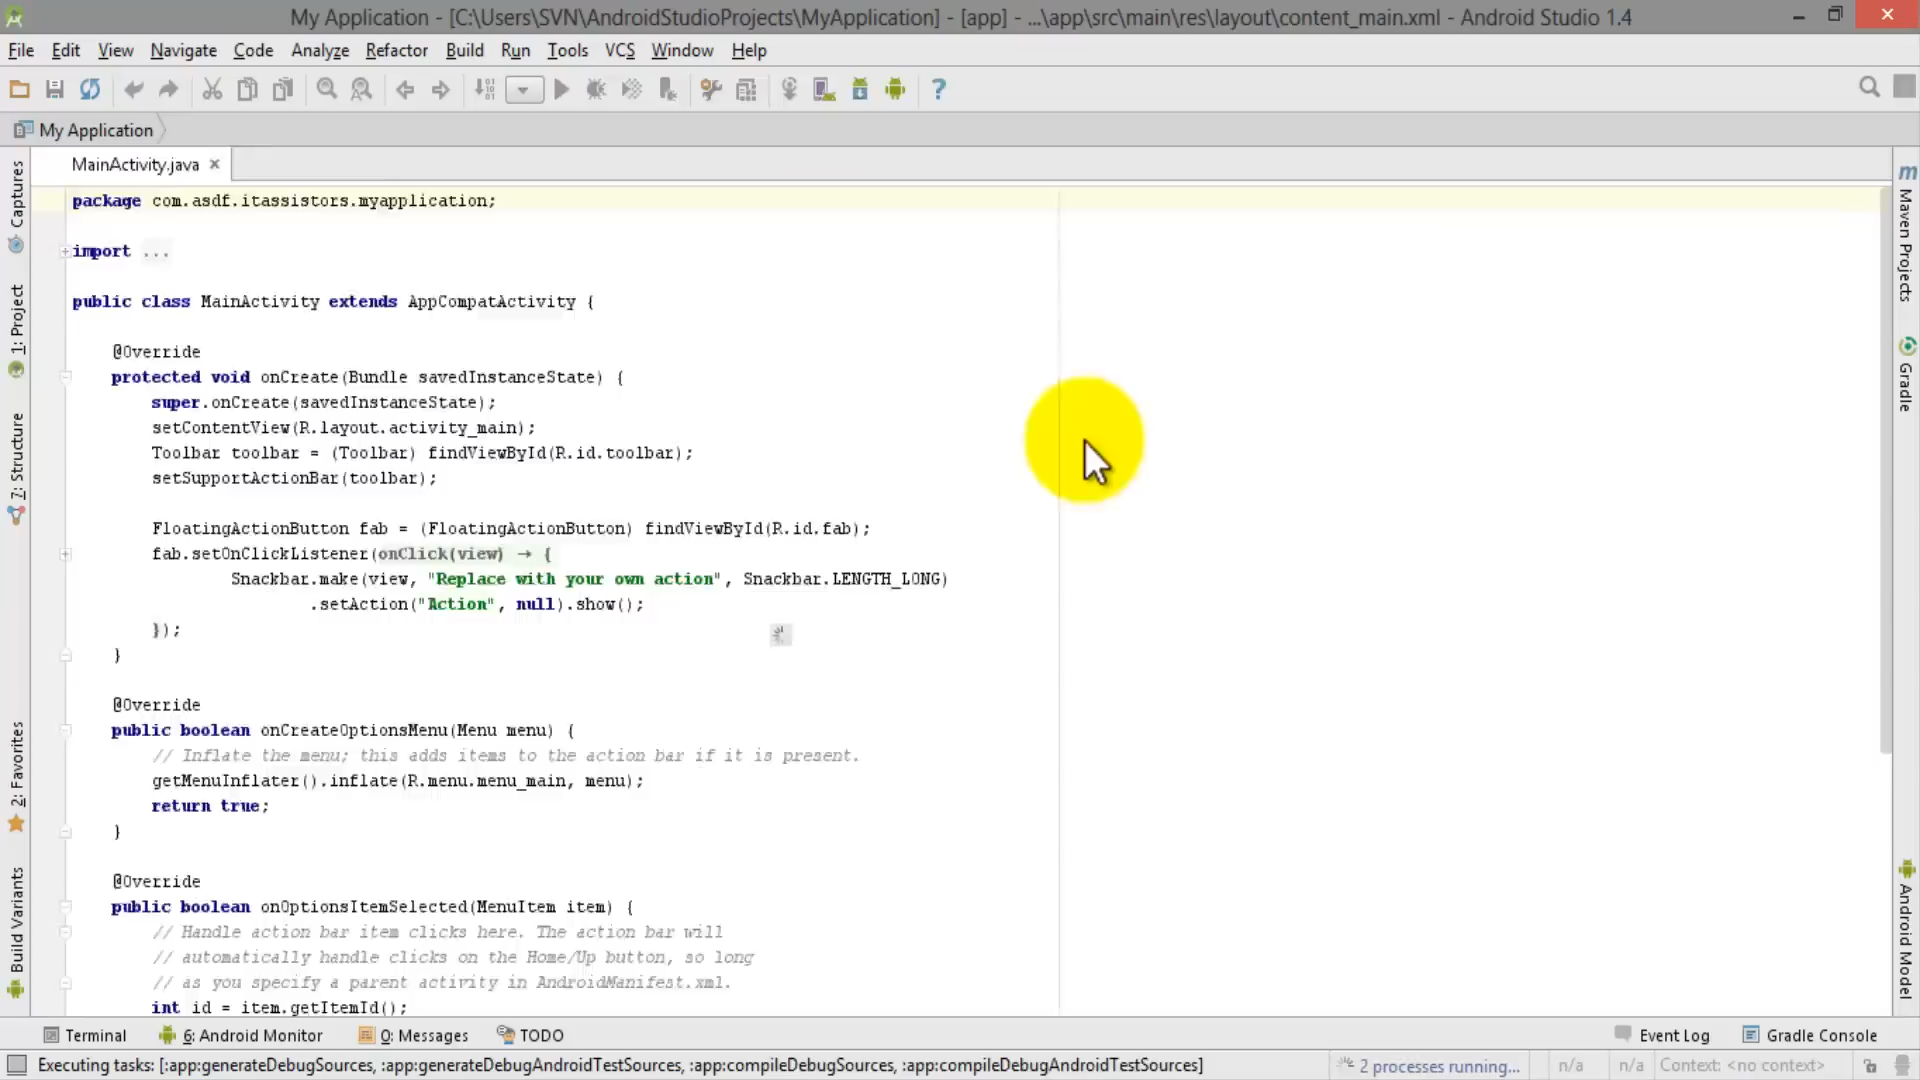 My Application - [C:\Users\SVN\AndroidStudioProjects\MyApplication] - [app] - ...\app\src\main\res\layout\content_main.xml - Android Studio 1.4
File Edit View Navigate Code Analyze Refactor Build Run Tools VCS Window Help
My Application
MainActivity.java
package com.asdf.itassistors.myapplication;
import ...
public class MainActivity extends AppCompatActivity {
@Override
protected void onCreate(Bundle savedInstanceState) {
super.onCreate(savedInstanceState);
setContentView(R.layout.activity_main);
Toolbar toolbar = (Toolbar) findViewById(R.id.toolbar);
setSupportActionBar(toolbar);
FloatingActionButton fab = (FloatingActionButton) findViewById(R.id.fab);
fab.setOnClickListener(onClick(view) → {
Snackbar.make(view, "Replace with your own action", Snackbar.LENGTH_LONG)
.setAction("Action", null).show();
});
}
@Override
public boolean onCreateOptionsMenu(Menu menu) {
// Inflate the menu; this adds items to the action bar if it is present.
getMenuInflater().inflate(R.menu.menu_main, menu);
return true;
}
@Override
public boolean onOptionsItemSelected(MenuItem item) {
// Handle action bar item clicks here. The action bar will
// automatically handle clicks on the Home/Up button, so long
// as you specify a parent activity in AndroidManifest.xml.
int id = item.getItemId();
Captures
1: Project
7: Structure
2: Favorites
Build Variants
Maven Projects
Gradle
Android Model
Terminal 6: Android Monitor 0: Messages TODO Event Log Gradle Console
Executing tasks: [:app:generateDebugSources, :app:generateDebugAndroidTestSources, :app:compileDebugSources, :app:compileDebugAndroidTestSources] 2 processes running... n/a n/a Context: <no context>